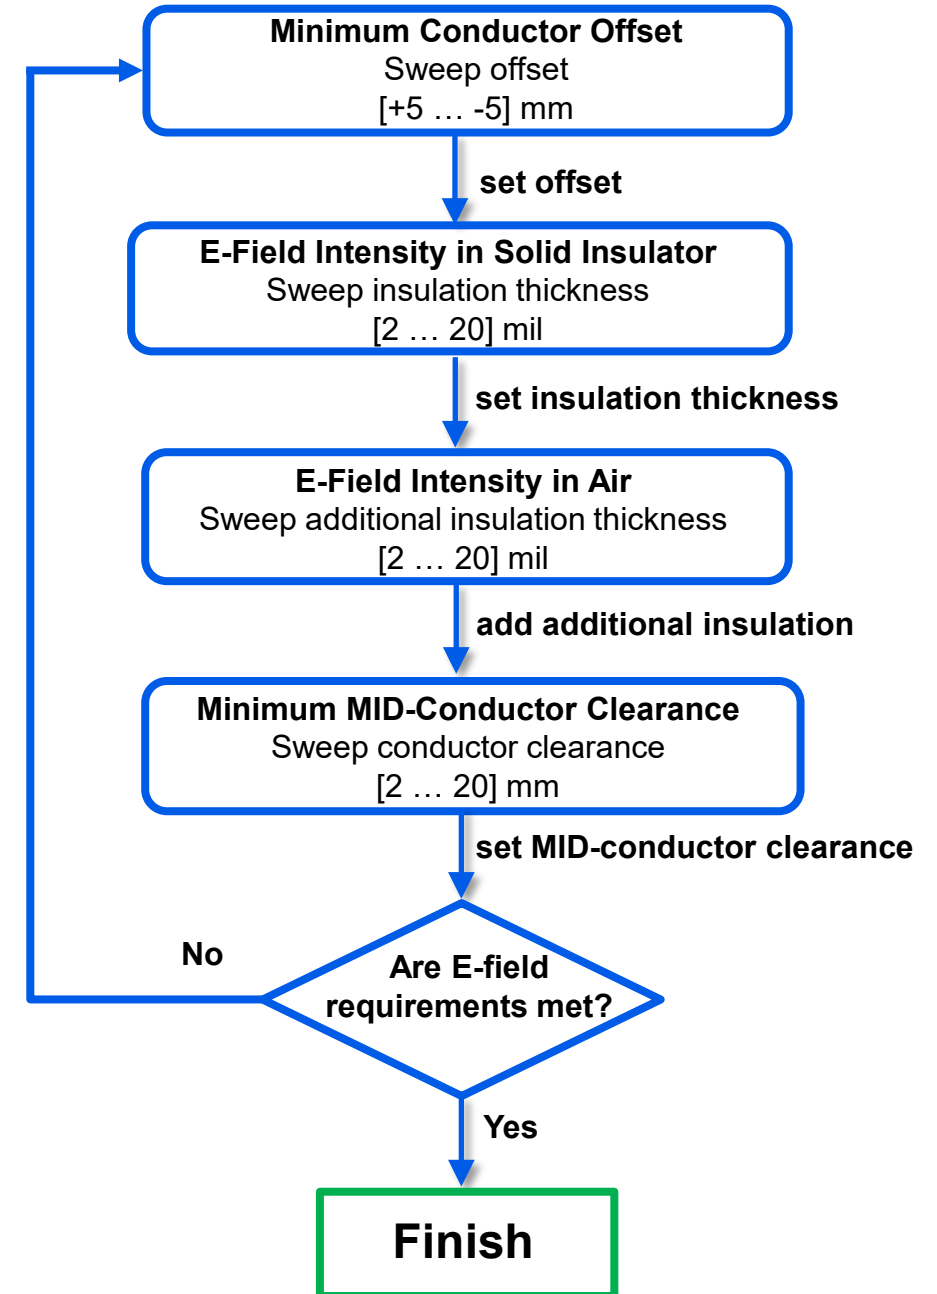 Minimum Conductor Offset
Sweep offset
[+5 … -5] mm
set offset
E-Field Intensity in Solid Insulator
Sweep insulation thickness
[2 … 20] mil
set insulation thickness
E-Field Intensity in Air
Sweep additional insulation thickness
[2 … 20] mil
add additional insulation
Minimum MID-Conductor Clearance
Sweep conductor clearance
[2 … 20] mm
set MID-conductor clearance
No
Are E-field
requirements met?
Yes
Finish